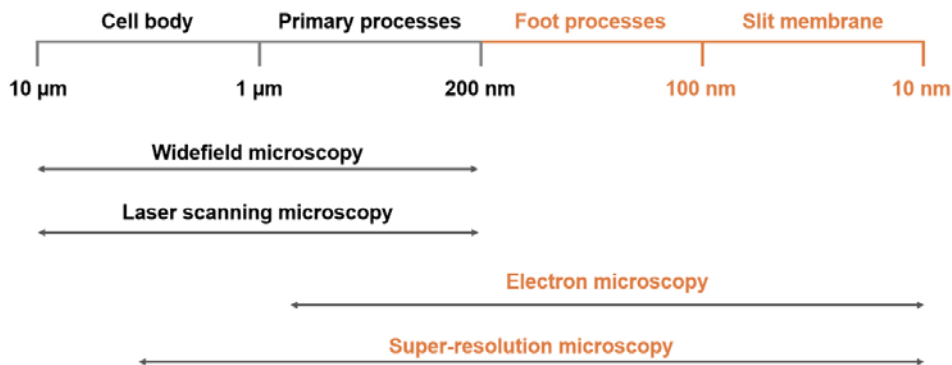 Cell body Primary processes Foot processes Slit membrane
10 µm 1 µm 200 nm 100 nm 10 nm
Widefield microscopy
Laser scanning microscopy
Electron microscopy
Super-resolution microscopy